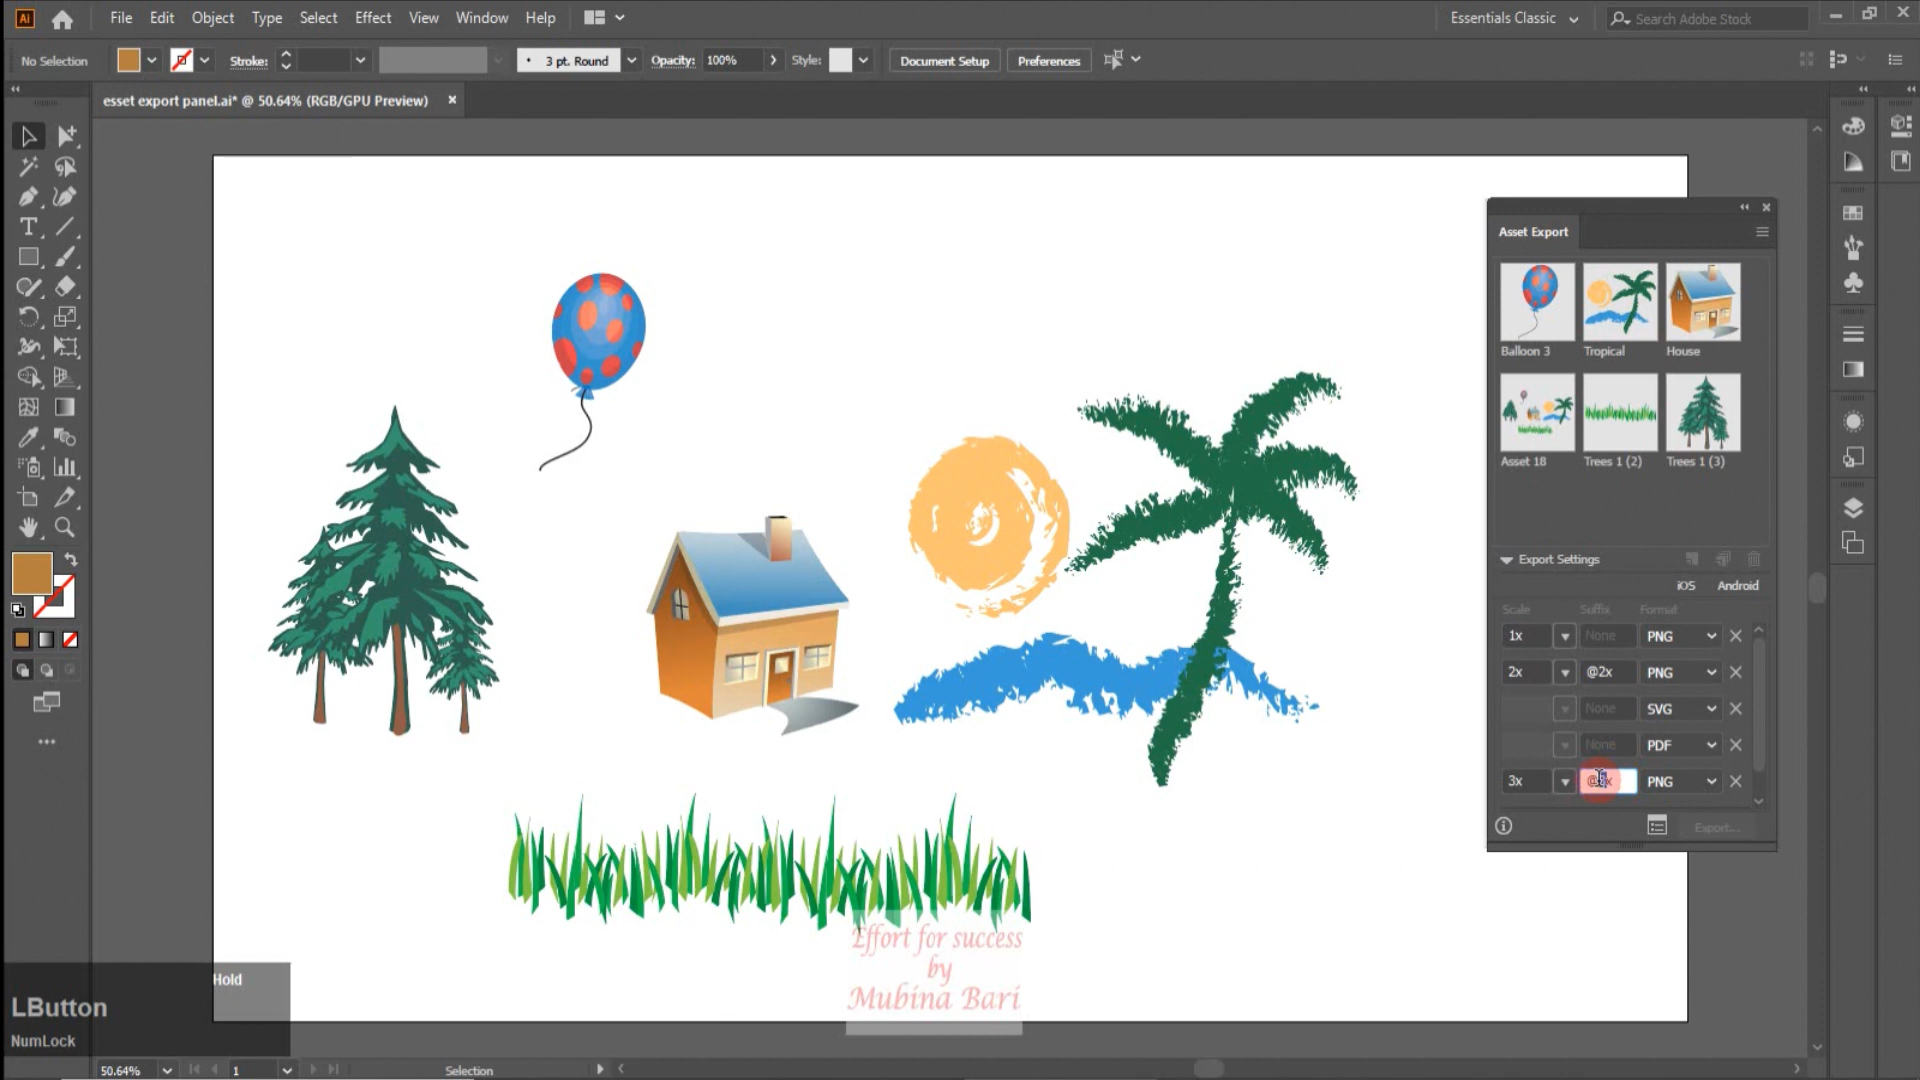 Ai File Edit Object Type Select Effect View Window Help Essentials Classic Search Adobe Stock
No Selection Stroke: 3 pt. Round Opacity: 100% Style: Document Setup Preferences
esset export panel.ai* @ 50.64% (RGB/GPU Preview)
Asset Export
Balloon 3 Tropical House
Asset 18 Trees 1 (2) Trees 1 (3)
Export Settings
iOS Android
Scale Suffix Format
1x None PNG
2x @2x PNG
None SVG
None PDF
3x PNG
Export...
Effort for success
by
Mubina Bari
Hold
LButton
NumLock
50.64% 1 Selection